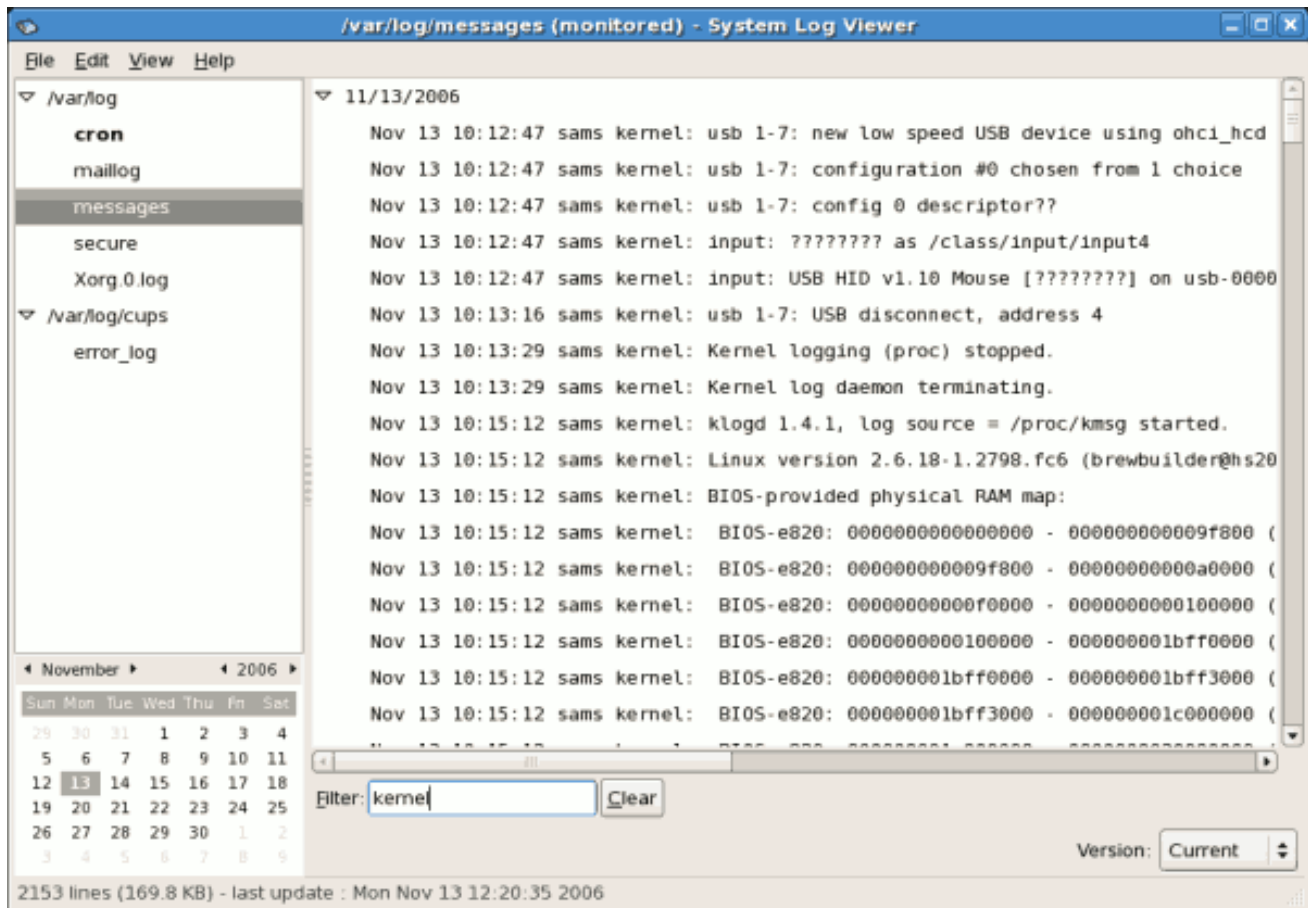 /var/log/messages (monitored) - System Log Viewer
File Edit View Help
/var/log
cron
maillog
messages
secure
Xorg.0.log
/var/log/cups
error_log
November 2006
Sun Mon Tue Wed Thu Fri Sat
29 30 31 1 2 3 4
5 6 7 8 9 10 11
12 13 14 15 16 17 18
19 20 21 22 23 24 25
26 27 28 29 30 1 2
3 4 5 6 7 8 9
11/13/2006
Nov 13 10:12:47 sams kernel: usb 1-7: new low speed USB device using ohci_hcd
Nov 13 10:12:47 sams kernel: usb 1-7: configuration #0 chosen from 1 choice
Nov 13 10:12:47 sams kernel: usb 1-7: config 0 descriptor??
Nov 13 10:12:47 sams kernel: input: ???????? as /class/input/input4
Nov 13 10:12:47 sams kernel: input: USB HID v1.10 Mouse [????????] on usb-0000
Nov 13 10:13:16 sams kernel: usb 1-7: USB disconnect, address 4
Nov 13 10:13:29 sams kernel: Kernel logging (proc) stopped.
Nov 13 10:13:29 sams kernel: Kernel log daemon terminating.
Nov 13 10:15:12 sams kernel: klogd 1.4.1, log source = /proc/kmsg started.
Nov 13 10:15:12 sams kernel: Linux version 2.6.18-1.2798.fc6 (brewbuilder@hs20
Nov 13 10:15:12 sams kernel: BIOS-provided physical RAM map:
Nov 13 10:15:12 sams kernel: BIOS-e820: 0000000000000000 - 000000000009f800 (
Nov 13 10:15:12 sams kernel: BIOS-e820: 000000000009f800 - 00000000000a0000 (
Nov 13 10:15:12 sams kernel: BIOS-e820: 00000000000f0000 - 0000000000100000 (
Nov 13 10:15:12 sams kernel: BIOS-e820: 0000000000100000 - 000000001bff0000 (
Nov 13 10:15:12 sams kernel: BIOS-e820: 000000001bff0000 - 000000001bff3000 (
Nov 13 10:15:12 sams kernel: BIOS-e820: 000000001bff3000 - 000000001c000000 (
Filter: kernel Clear
Version: Current
2153 lines (169.8 KB) - last update : Mon Nov 13 12:20:35 2006